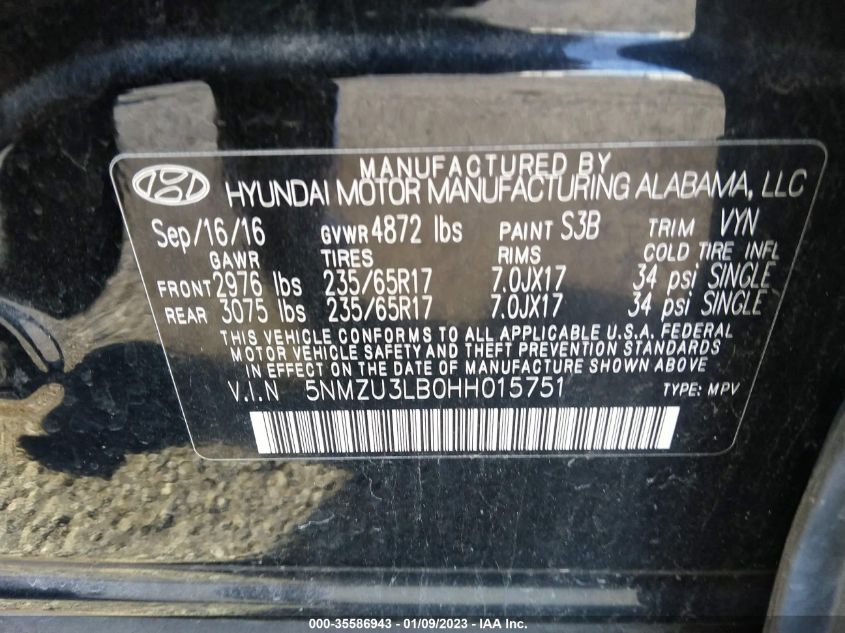 MANUFACTURED BY
HYUNDAI MOTOR MANUFACTURING ALABAMA, LLC
Sep/16/16 GVWR 4872 lbs PAINT S3B TRIM VYN
GAWR TIRES RIMS COLD TIRE INFL
FRONT 2976 lbs 235/65R17 7.0JX17 34 psi SINGLE
REAR 3075 lbs 235/65R17 7.0JX17 34 psi SINGLE
THIS VEHICLE CONFORMS TO ALL APPLICABLE U.S.A. FEDERAL
MOTOR VEHICLE SAFETY AND THEFT PREVENTION STANDARDS
IN EFFECT ON THE DATE OF MANUFACTURE SHOWN ABOVE
V.I.N 5NMZU3LB0HH015751 TYPE: MPV
000-35586943 - 01/09/2023 - IAA Inc.